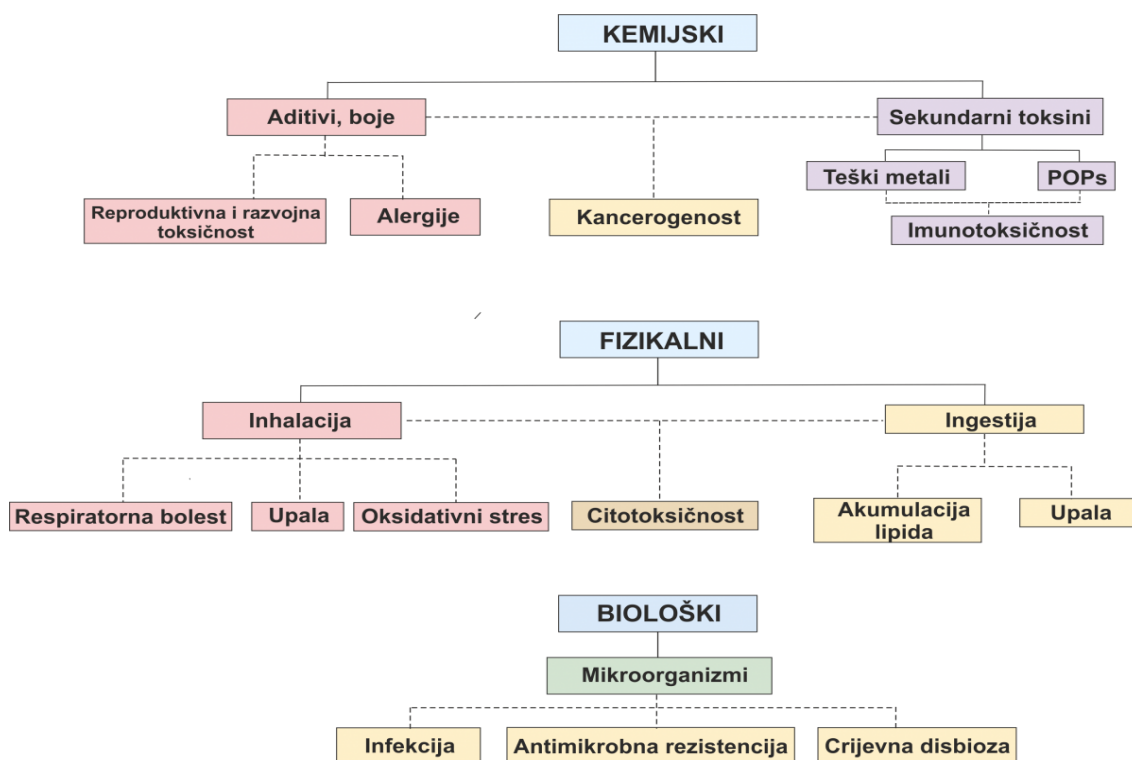 KEMIJSKI
Aditivi, boje
Sekundarni toksini
Teški metali
POPs
Reproduktivna i razvojna
toksičnost
Alergije
Kancerogenost
Imunotoksičnost
FIZIKALNI
Inhalacija
Ingestija
Respiratorna bolest
Upala
Oksidativni stres
Citotoksičnost
Akumulacija
lipida
Upala
BIOLOŠKI
Mikroorganizmi
Infekcija
Antimikrobna rezistencija
Crijevna disbioza